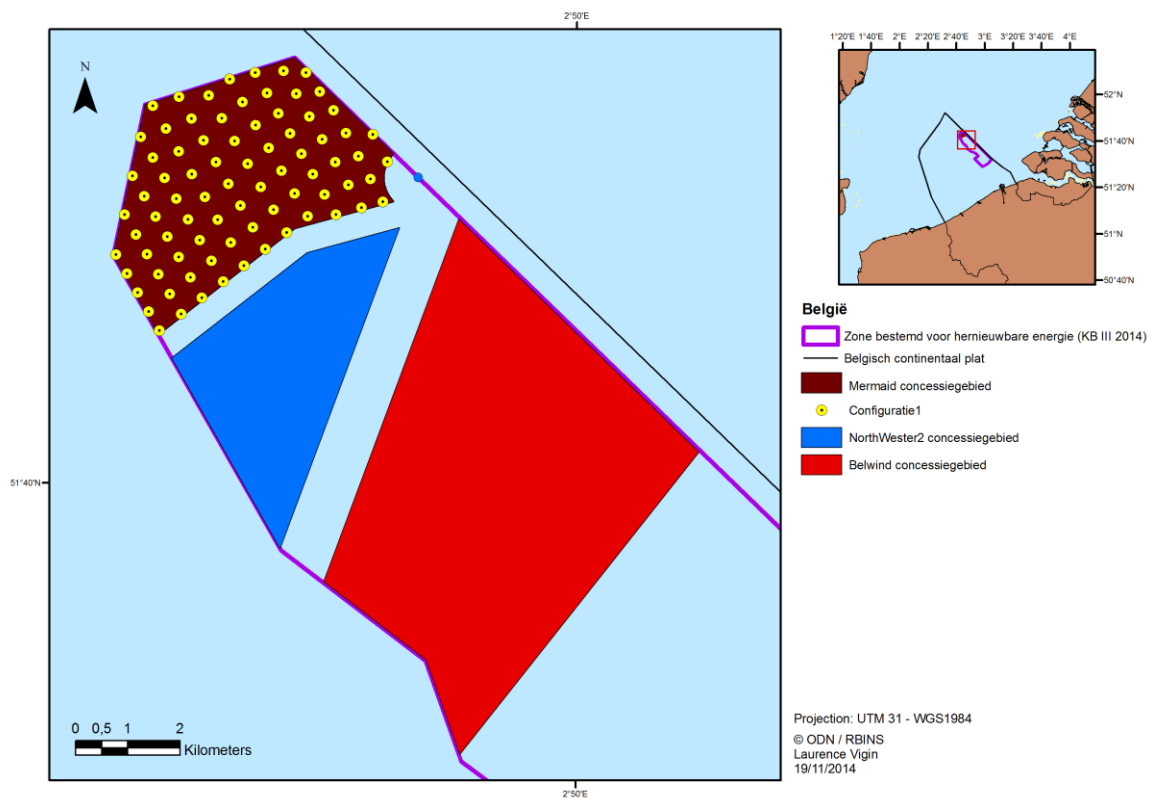 2°50'E
N
51°40'N
0 0,5 1 2
Kilometers
2°50'E
1°20'E 1°40'E 2°E 2°20'E 2°40'E 3°E 3°20'E 3°40'E 4°E
52°N
51°40'N
51°20'N
51°N
50°40'N
België
Zone bestemd voor hernieuwbare energie (KB III 2014)
Belgisch continentaal plat
Mermaid concessiegebied
Configuratie1
NorthWester2 concessiegebied
Belwind concessiegebied
Projection: UTM 31 - WGS1984
© ODN / RBINS
Laurence Vigin
19/11/2014